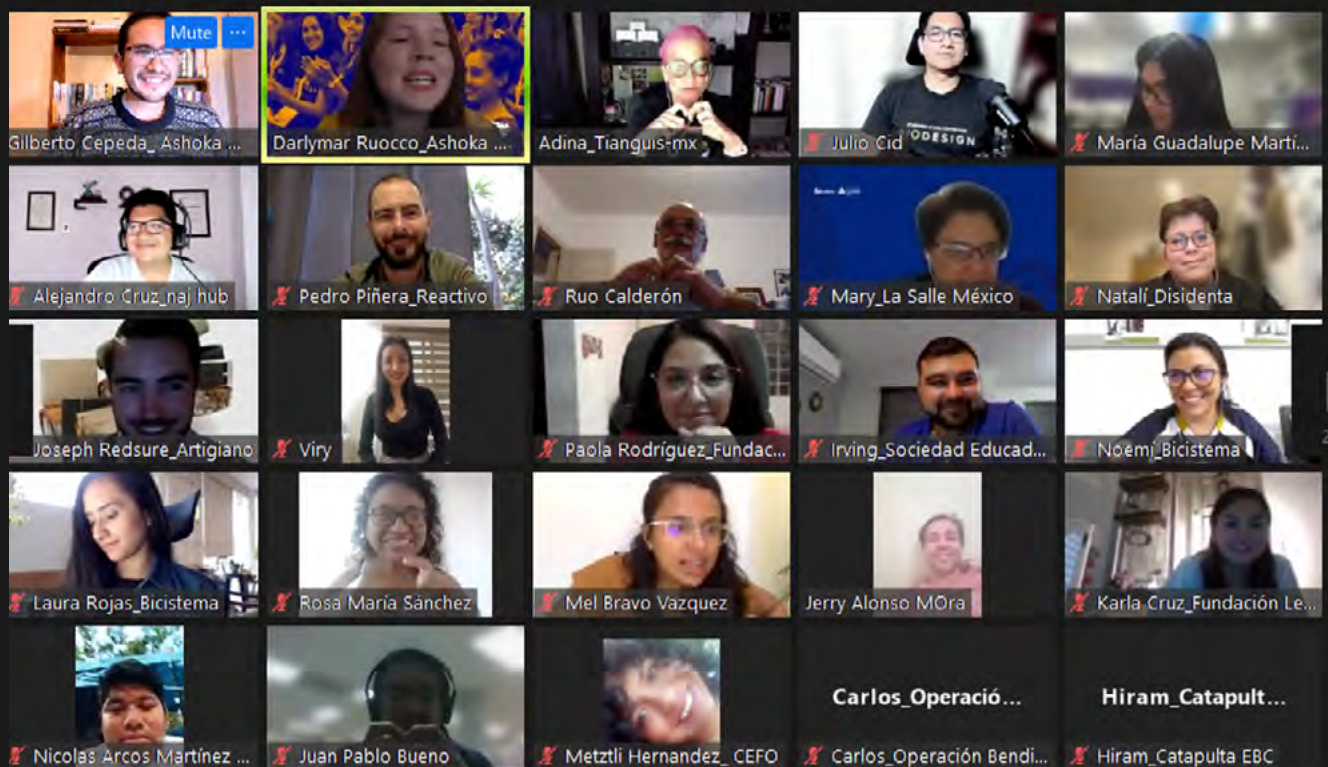 Mute ...
Gilberto Cepeda_ Ashoka ...
Darlymar Ruocco_Ashoka ...
Adina_Tianguis-mx
ODESIGN
Julio Cid
María Guadalupe Martí...
Alejandro Cruz_naj hub
Pedro Piñera_Reactivo
Ruo Calderón
Mary_La Salle México
Natalí_Disidenta
Joseph Redsure_Artigiano
Viry
Paola Rodríguez_Fundac...
Irving_Sociedad Educad...
Noemí_Bicistema
Laura Rojas_Bicistema
Rosa María Sánchez
Mel Bravo Vazquez
Jerry Alonso MOra
Karla Cruz_Fundación Le...
Nicolas Arcos Martínez ...
Juan Pablo Bueno
Metztli Hernandez_ CEFO
Carlos_Operació...
Carlos_Operación Bendi...
Hiram_Catapult...
Hiram_Catapulta EBC